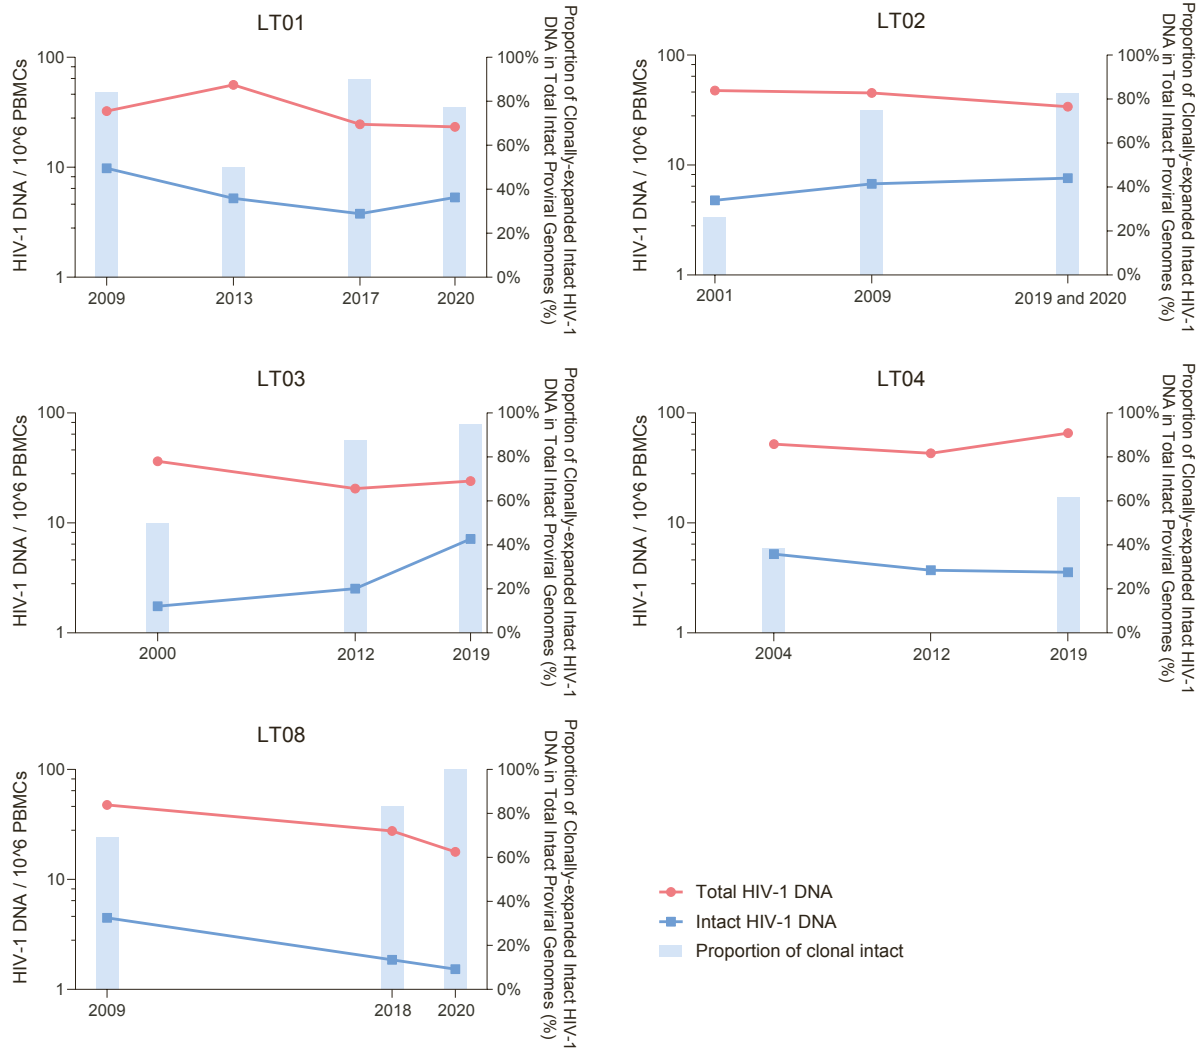 LT01
HIV-1 DNA / 10^6 PBMCs
100
10
1
2009
2013
2017
2020
100%
80%
60%
40%
20%
0%
Proportion of Clonally-expanded Intact HIV-1
DNA in Total Intact Proviral Genomes (%)
LT02
HIV-1 DNA / 10^6 PBMCs
100
10
1
2001
2009
2019 and 2020
100%
80%
60%
40%
20%
0%
Proportion of Clonally-expanded Intact HIV-1
DNA in Total Intact Proviral Genomes (%)
LT03
HIV-1 DNA / 10^6 PBMCs
100
10
1
2000
2012
2019
100%
80%
60%
40%
20%
0%
Proportion of Clonally-expanded Intact HIV-1
DNA in Total Intact Proviral Genomes (%)
LT04
HIV-1 DNA / 10^6 PBMCs
100
10
1
2004
2012
2019
100%
80%
60%
40%
20%
0%
Proportion of Clonally-expanded Intact HIV-1
DNA in Total Intact Proviral Genomes (%)
LT08
HIV-1 DNA / 10^6 PBMCs
100
10
1
2009
2018
2020
100%
80%
60%
40%
20%
0%
Proportion of Clonally-expanded Intact HIV-1
DNA in Total Intact Proviral Genomes (%)
Total HIV-1 DNA
Intact HIV-1 DNA
Proportion of clonal intact